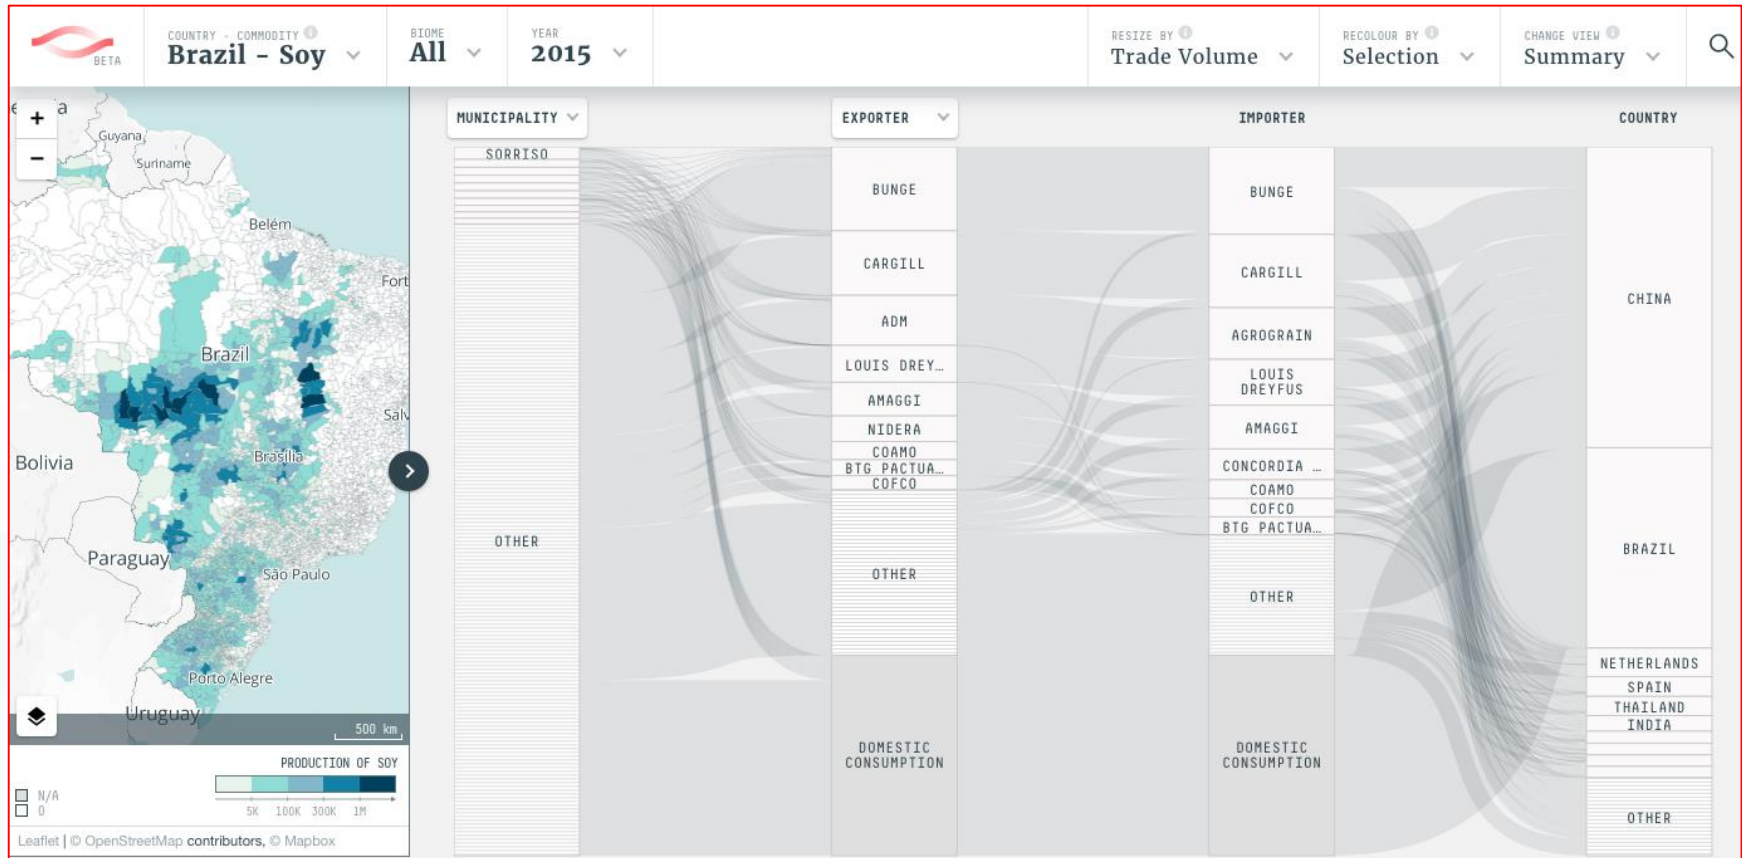 BETA
COUNTRY - COMMODITY
Brazil - Soy
BIOME
All
YEAR
2015
RESIZE BY
Trade Volume
RECOLOUR BY
Selection
CHANGE VIEW
Summary
+
−
Guyana
Suriname
Belém
Fort
Brazil
Salv
Brasília
Bolivia
Paraguay
São Paulo
Porto Alegre
Uruguay
500 km
PRODUCTION OF SOY
N/A
0
5K 100K 300K 1M
Leaflet | © OpenStreetMap contributors, © Mapbox
MUNICIPALITY
SORRISO
OTHER
EXPORTER
BUNGE
CARGILL
ADM
LOUIS DREY…
AMAGGI
NIDERA
COAMO
BTG PACTUA…
COFCO
OTHER
DOMESTIC
CONSUMPTION
IMPORTER
BUNGE
CARGILL
AGROGRAIN
LOUIS
DREYFUS
AMAGGI
CONCORDIA …
COAMO
COFCO
BTG PACTUA…
OTHER
DOMESTIC
CONSUMPTION
COUNTRY
CHINA
BRAZIL
NETHERLANDS
SPAIN
THAILAND
INDIA
OTHER